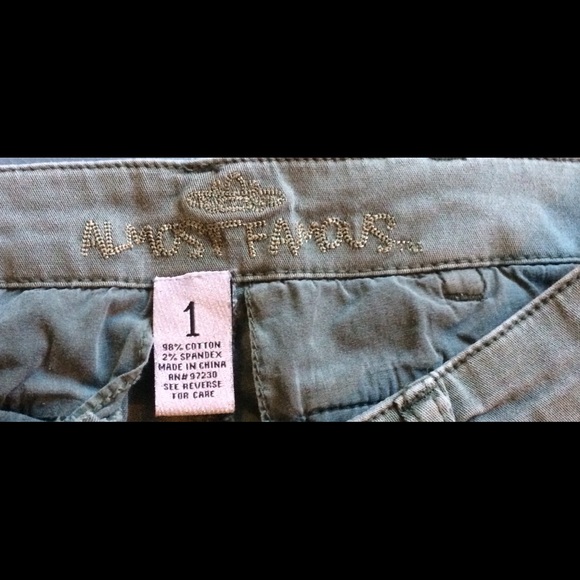 ALMOST FAMOUS
1
98% COTTON
2% SPANDEX
MADE IN CHINA
RN# 97230
SEE REVERSE
FOR CARE